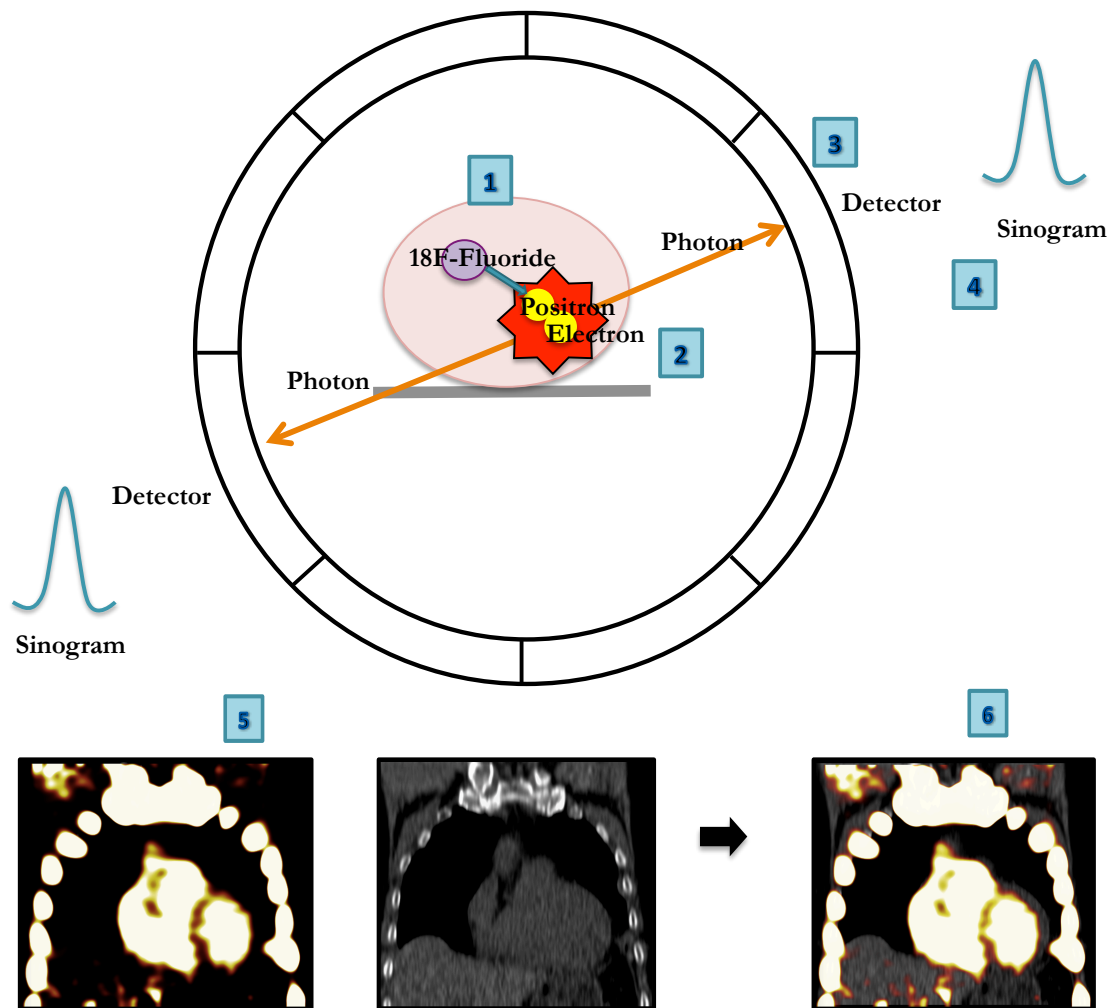 1
3
Detector
Sinogram
Photon
18F-Fluoride
4
Positron
Electron
2
Photon
Detector
Sinogram
5
6